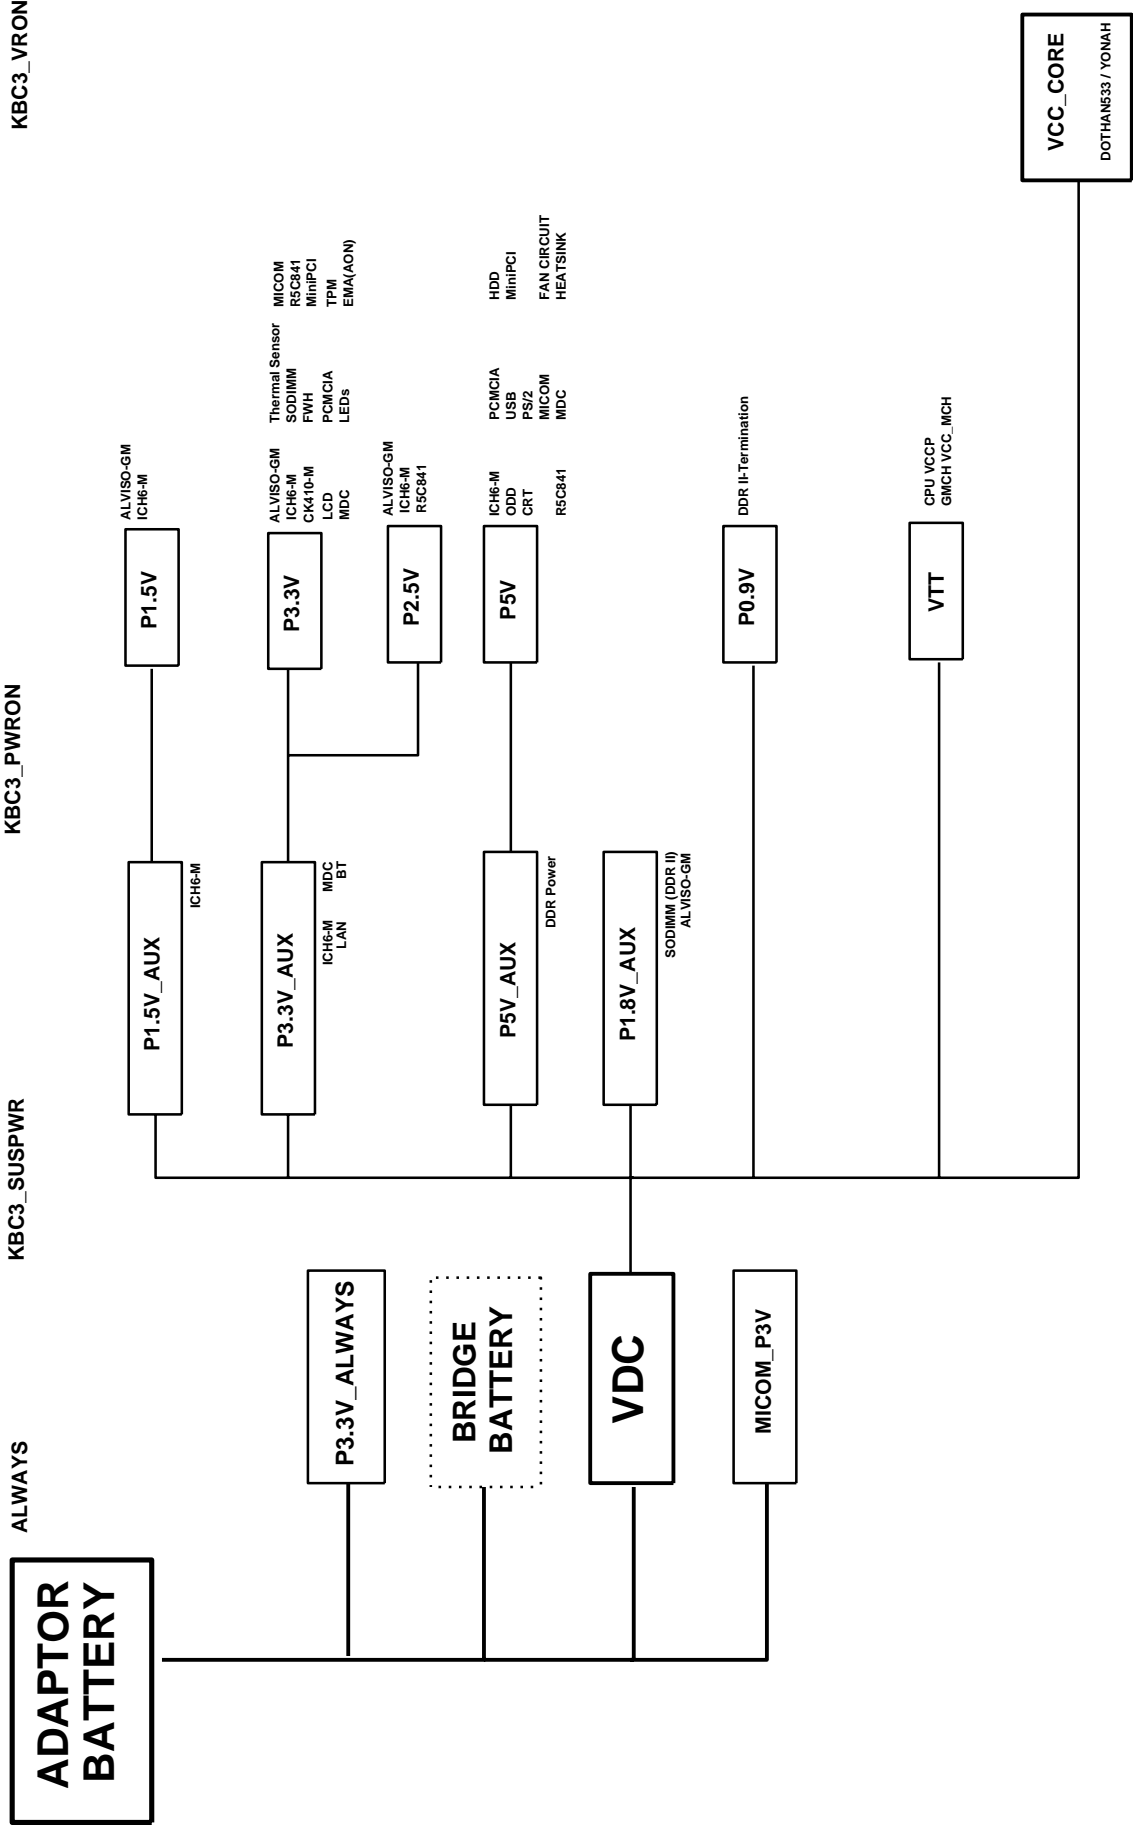 ALWAYS
KBC3_SUSPWR
KBC3_PWRON
KBC3_VRON
ADAPTOR
BATTERY
P3.3V_ALWAYS
BRIDGE
BATTERY
VDC
MICOM_P3V
P1.5V_AUX
ICH6-M
P3.3V_AUX
ICH6-M MDC
LAN BT
P5V_AUX
DDR Power
P1.8V_AUX
SODIMM (DDR II)
ALVISO-GM
P1.5V
ALVISO-GM
ICH6-M
P3.3V
ALVISO-GM Thermal Sensor MICOM
ICH6-M SODIMM R5C841
CK410-M FWH MiniPCI
LCD PCMCIA TPM
MDC LEDs EMA(AON)
P2.5V
ALVISO-GM
ICH6-M
R5C841
P5V
ICH6-M PCMCIA HDD
ODD USB MiniPCI
CRT PS/2
MICOM FAN CIRCUIT
R5C841 MDC HEATSINK
P0.9V
DDR II-Termination
VTT
CPU VCCP
GMCH VCC_MCH
VCC_CORE
DOTHAN533 / YONAH